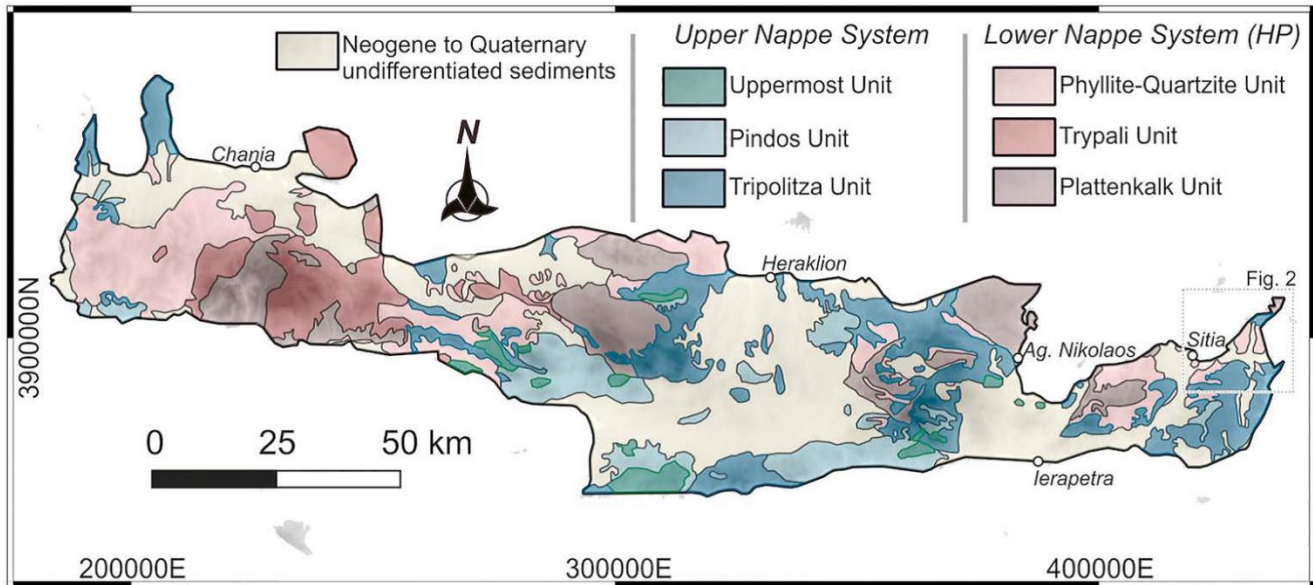 Neogene to Quaternary
undifferentiated sediments
Upper Nappe System
Uppermost Unit
Pindos Unit
Tripolitza Unit
Lower Nappe System (HP)
Phyllite-Quartzite Unit
Trypali Unit
Plattenkalk Unit
N
Chania
Heraklion
Fig. 2
Sitia
Ag. Nikolaos
Ierapetra
3900000N
0 25 50 km
200000E 300000E 400000E